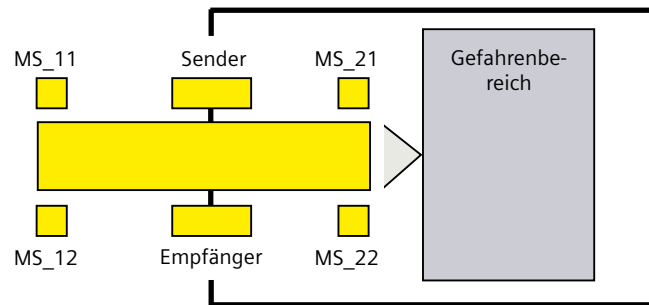 MS_11
Sender
MS_21
Gefahrenbe-
reich
MS_12
Empfänger
MS_22